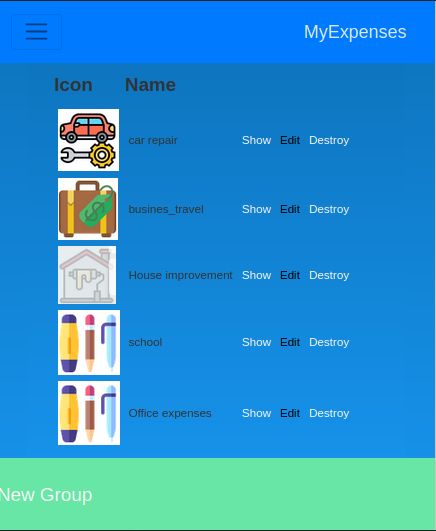 MyExpenses
Icon Name
car repair Show Edit Destroy
busines_travel Show Edit Destroy
House improvement Show Edit Destroy
school Show Edit Destroy
Office expenses Show Edit Destroy
New Group